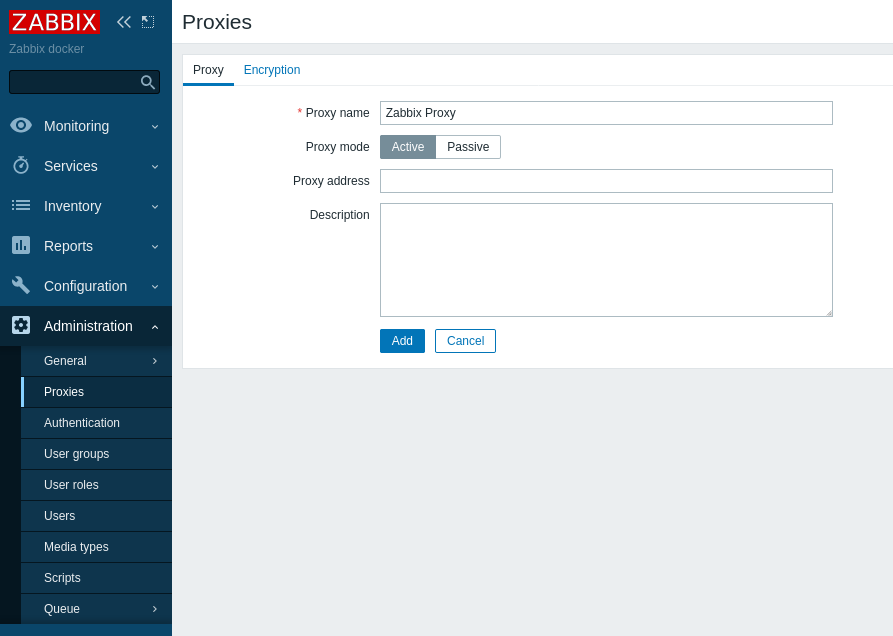 ZABBIX
Zabbix docker
Monitoring
Services
Inventory
Reports
Configuration
Administration
General
Proxies
Authentication
User groups
User roles
Users
Media types
Scripts
Queue
Proxies
Proxy Encryption
* Proxy name Zabbix Proxy
Proxy mode Active Passive
Proxy address
Description
Add Cancel